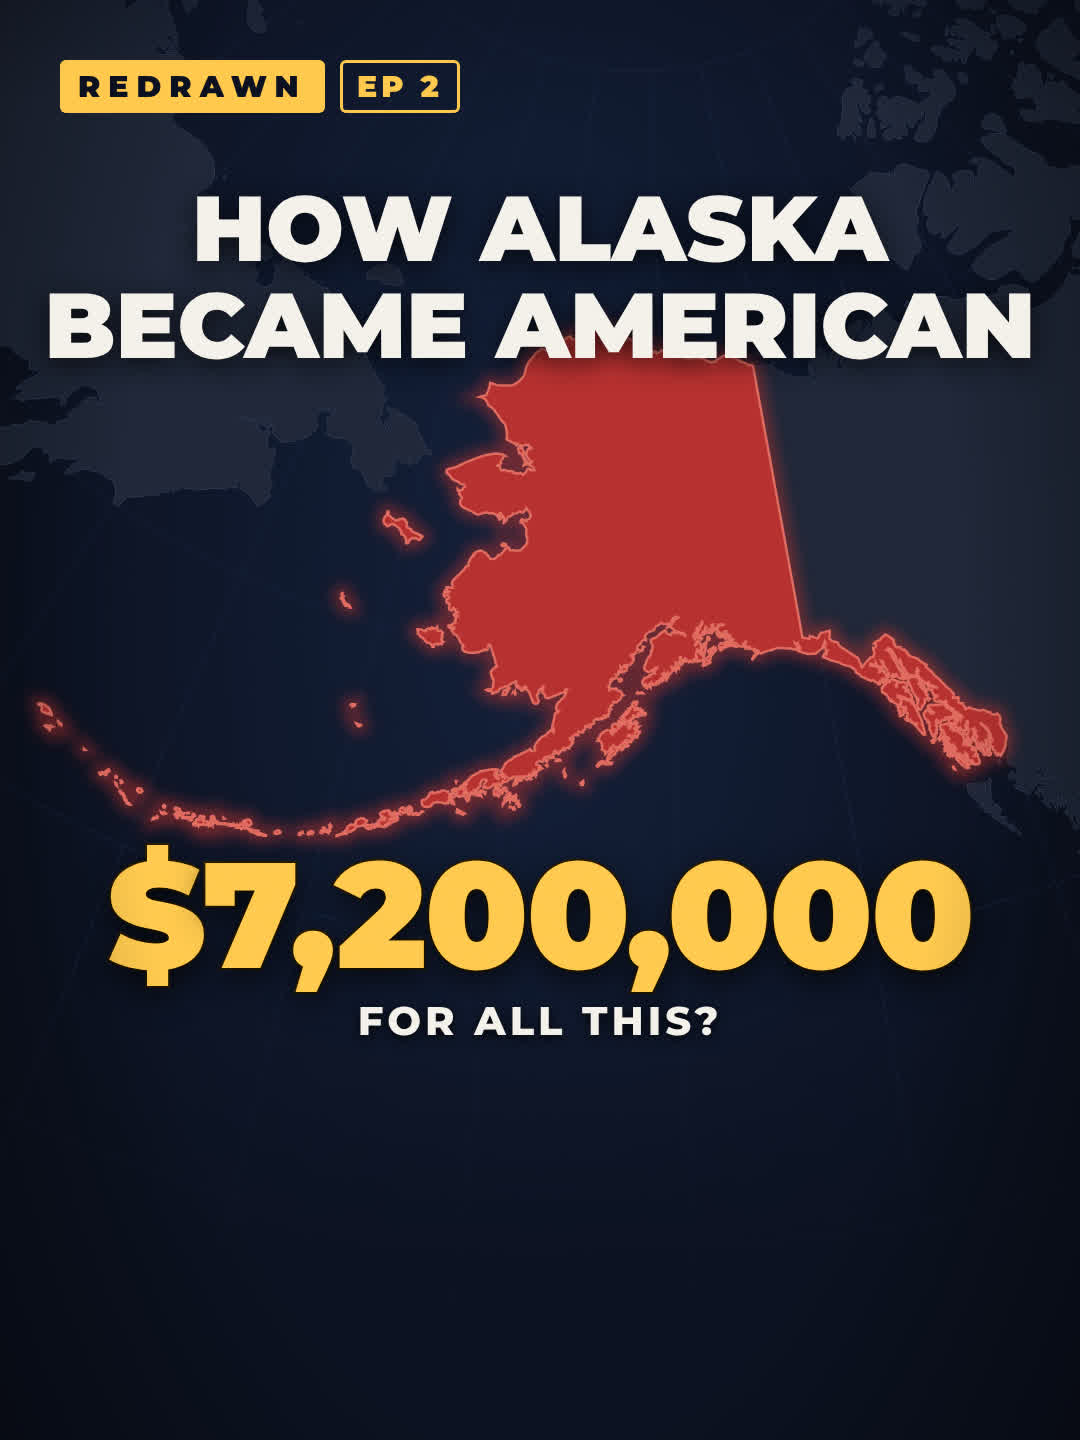 REDRAWN EP 2
HOW ALASKA
BECAME AMERICAN
$7,200,000
FOR ALL THIS?